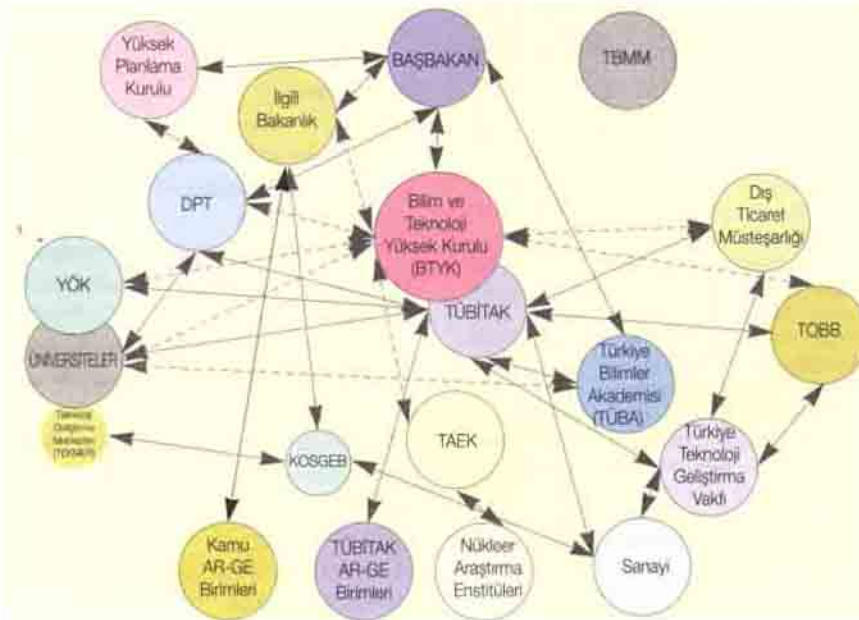 Yüksek
Planlama
Kurulu
BAŞBAKAN
TBMM
İlgili
Bakanlık
DPT
Bilim ve
Teknoloji
Yüksek Kurulu
(BTYK)
Dış
Ticaret
Müsteşarlığı
YÖK
TÜBİTAK
TOBB
ÜNİVERSİTELER
Türkiye
Bilimler
Akademisi
(TÜBA)
TAEK
KOSGEB
Türkiye
Teknoloji
Geliştirma
Vakfı
Kamu
AR-GE
Birimleri
TÜBİTAK
AR-GE
Birimleri
Nükleer
Araştırma
Enstitüleri
Sanayi